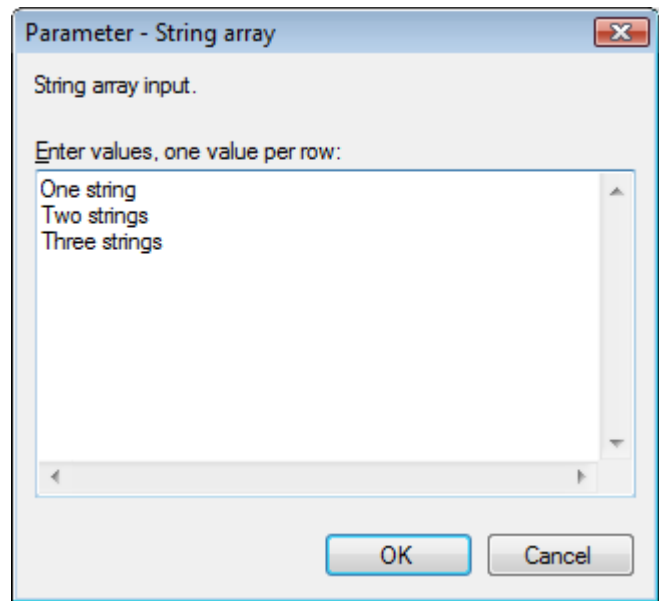 Parameter - String array
String array input.
Enter values, one value per row:
One string
Two strings
Three strings
OK
Cancel